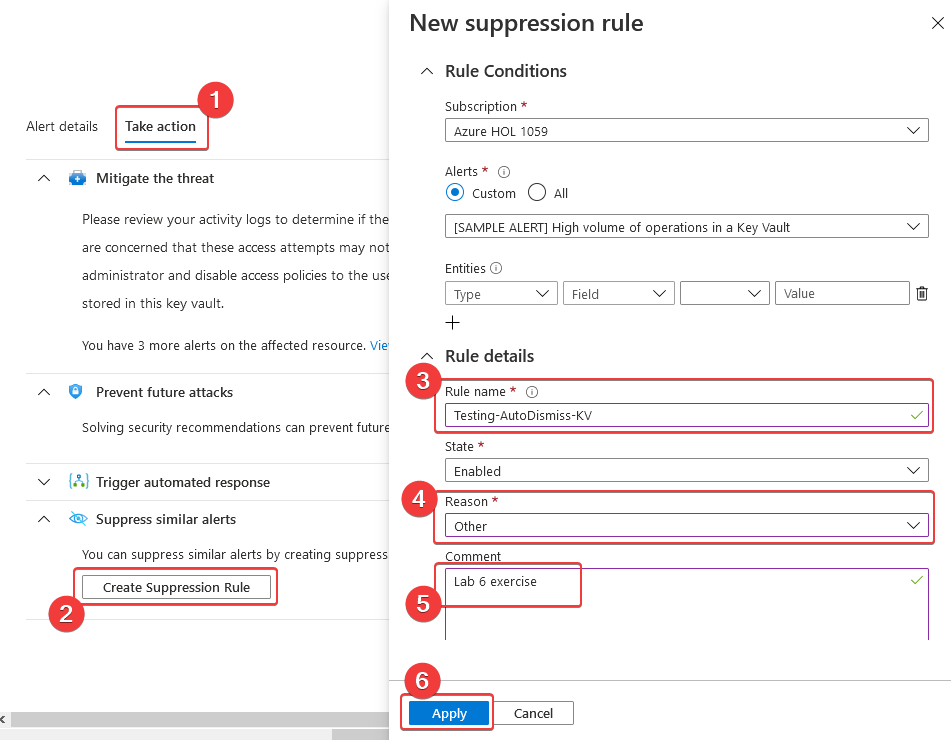 Alert details
Take action
1
Mitigate the threat
Please review your activity logs to determine if the
are concerned that these access attempts may not
administrator and disable access policies to the use
stored in this key vault.
You have 3 more alerts on the affected resource. View
Prevent future attacks
Solving security recommendations can prevent future
Trigger automated response
Suppress similar alerts
You can suppress similar alerts by creating suppress
Create Suppression Rule
2
New suppression rule
Rule Conditions
Subscription *
Azure HOL 1059
Alerts *
Custom All
[SAMPLE ALERT] High volume of operations in a Key Vault
Entities
Type Field Value
Rule details
3
Rule name *
Testing-AutoDismiss-KV
State *
Enabled
4
Reason *
Other
Comment
5
Lab 6 exercise
6
Apply Cancel